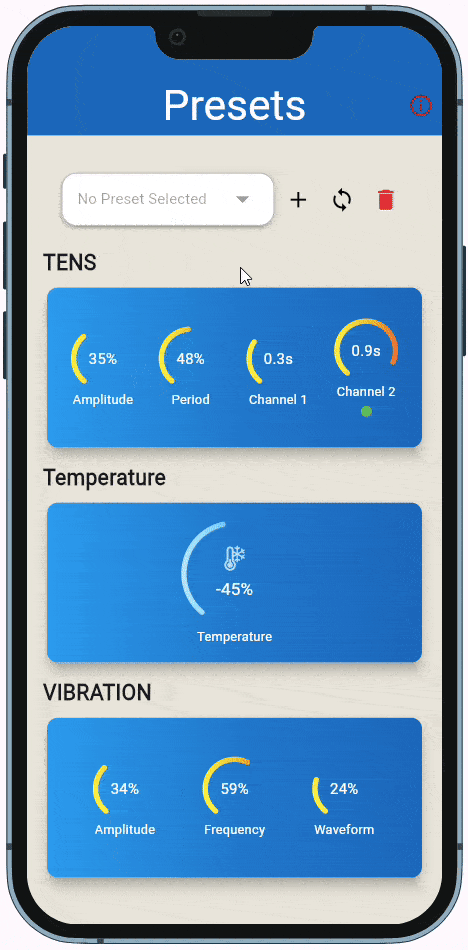 Presets
No Preset Selected
TENS
35% 48% 0.3s 0.9s
Amplitude Period Channel 1 Channel 2
Temperature
-45%
Temperature
VIBRATION
34% 59% 24%
Amplitude Frequency Waveform